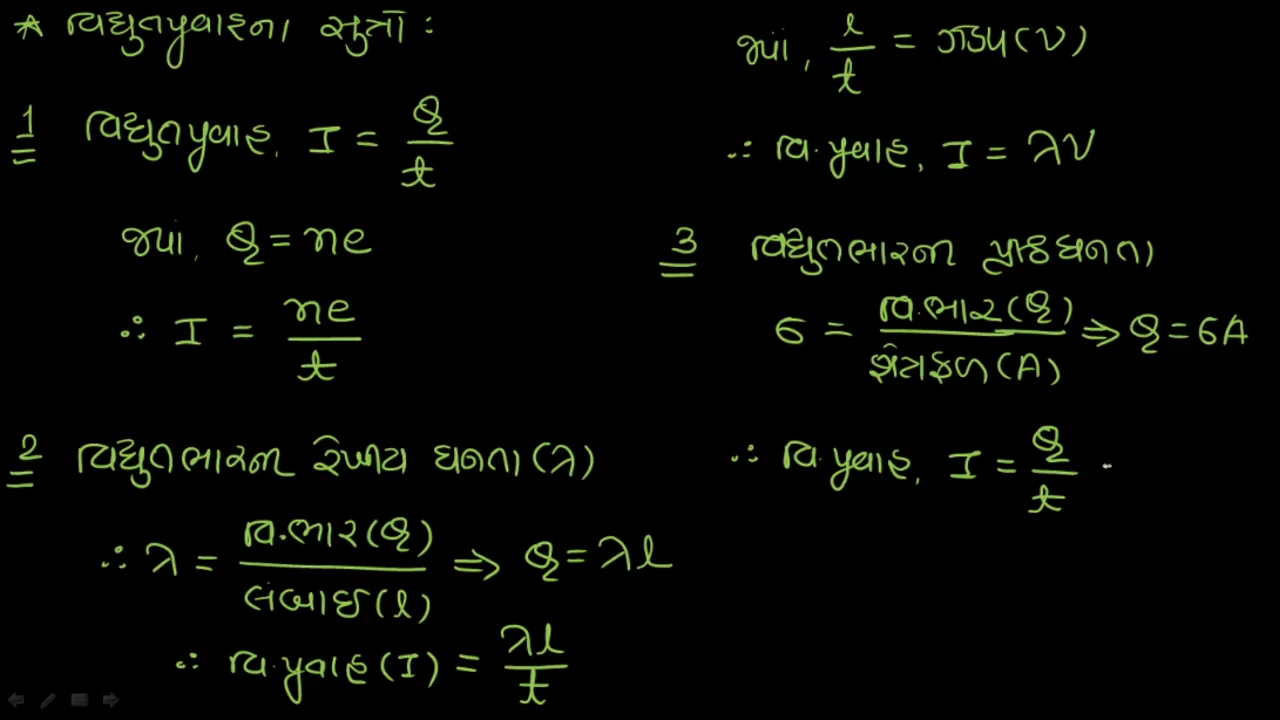 * વિદ્યુતપ્રવાહના સુત્રો :
1 વિદ્યુતપ્રવાહ, I = Q/t
જ્યાં, Q = ne
∴ I = ne/t
2 વિદ્યુતભારની રેખીય ઘનતા (λ)
∴ λ = વિ.ભાર(Q)/લંબાઈ(l) ⇒ Q = λl
∴ વિ.પ્રવાહ(I) = λl/t
જ્યાં, l/t = ઝડપ(v)
∴ વિ.પ્રવાહ, I = λv
3 વિદ્યુતભારની પૃષ્ઠઘનતા
σ = વિ.ભાર(Q)/ક્ષેત્રફળ(A) ⇒ Q = σA
∴ વિ.પ્રવાહ, I = Q/t